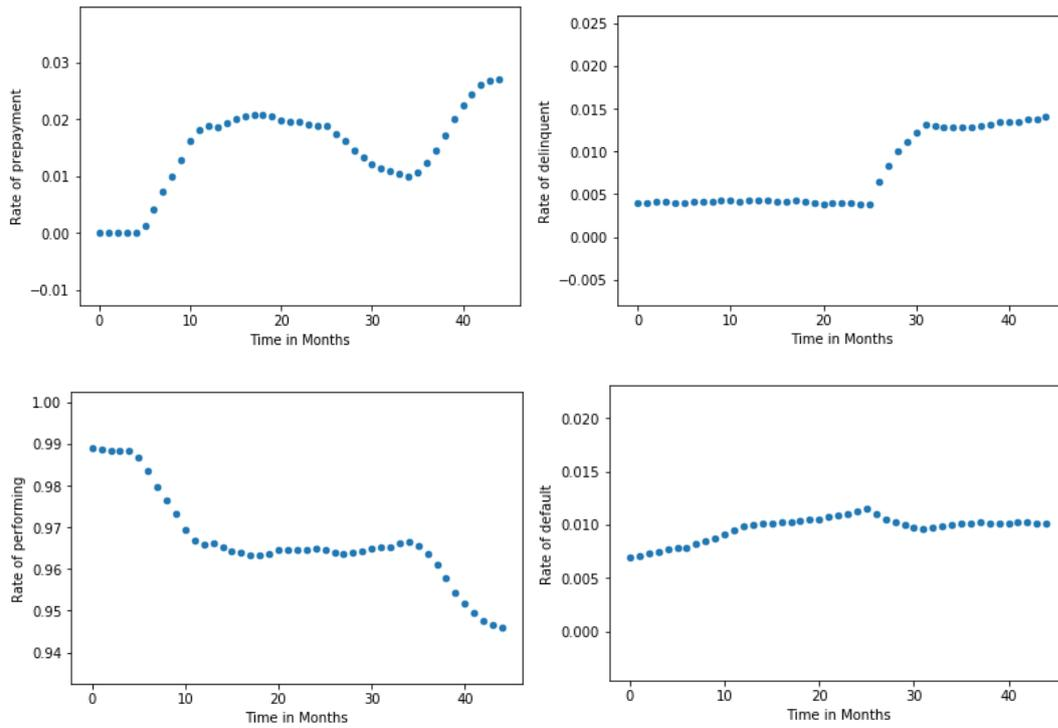 0.03
0.02
0.01
0.00
−0.01
Rate of prepayment
0 10 20 30 40
Time in Months
0.025
0.020
0.015
0.010
0.005
0.000
−0.005
Rate of delinquent
0 10 20 30 40
Time in Months
1.00
0.99
0.98
0.97
0.96
0.95
0.94
Rate of performing
0 10 20 30 40
Time in Months
0.020
0.015
0.010
0.005
0.000
Rate of default
0 10 20 30 40
Time in Months